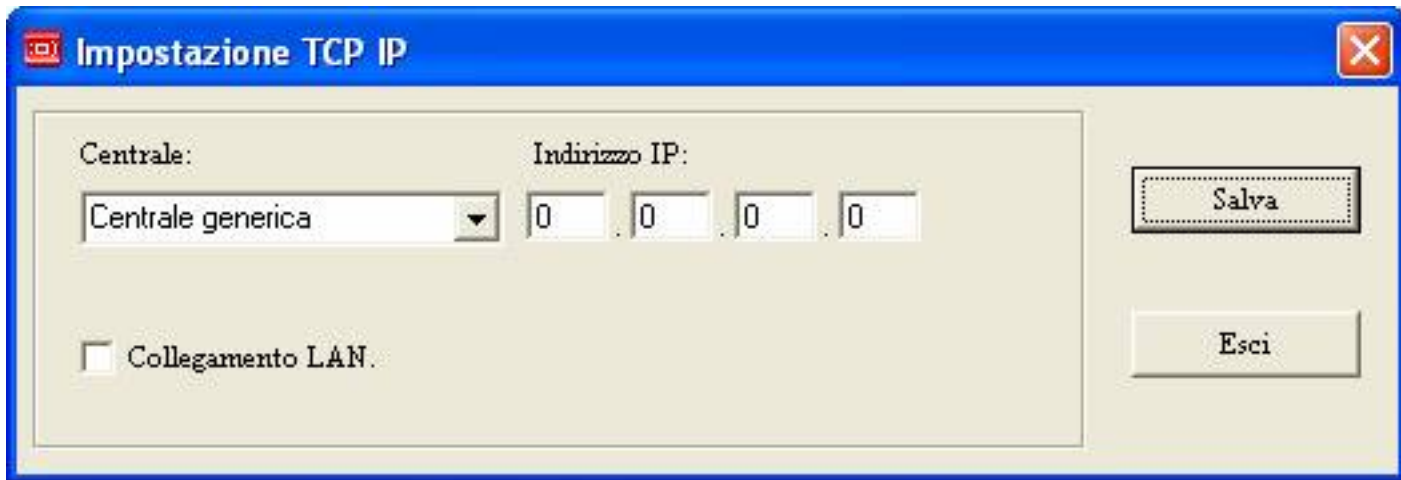 Impostazione TCP IP
Centrale: Indirizzo IP:
Centrale generica 0 . 0 . 0 . 0
Salva
Collegamento LAN.
Esci